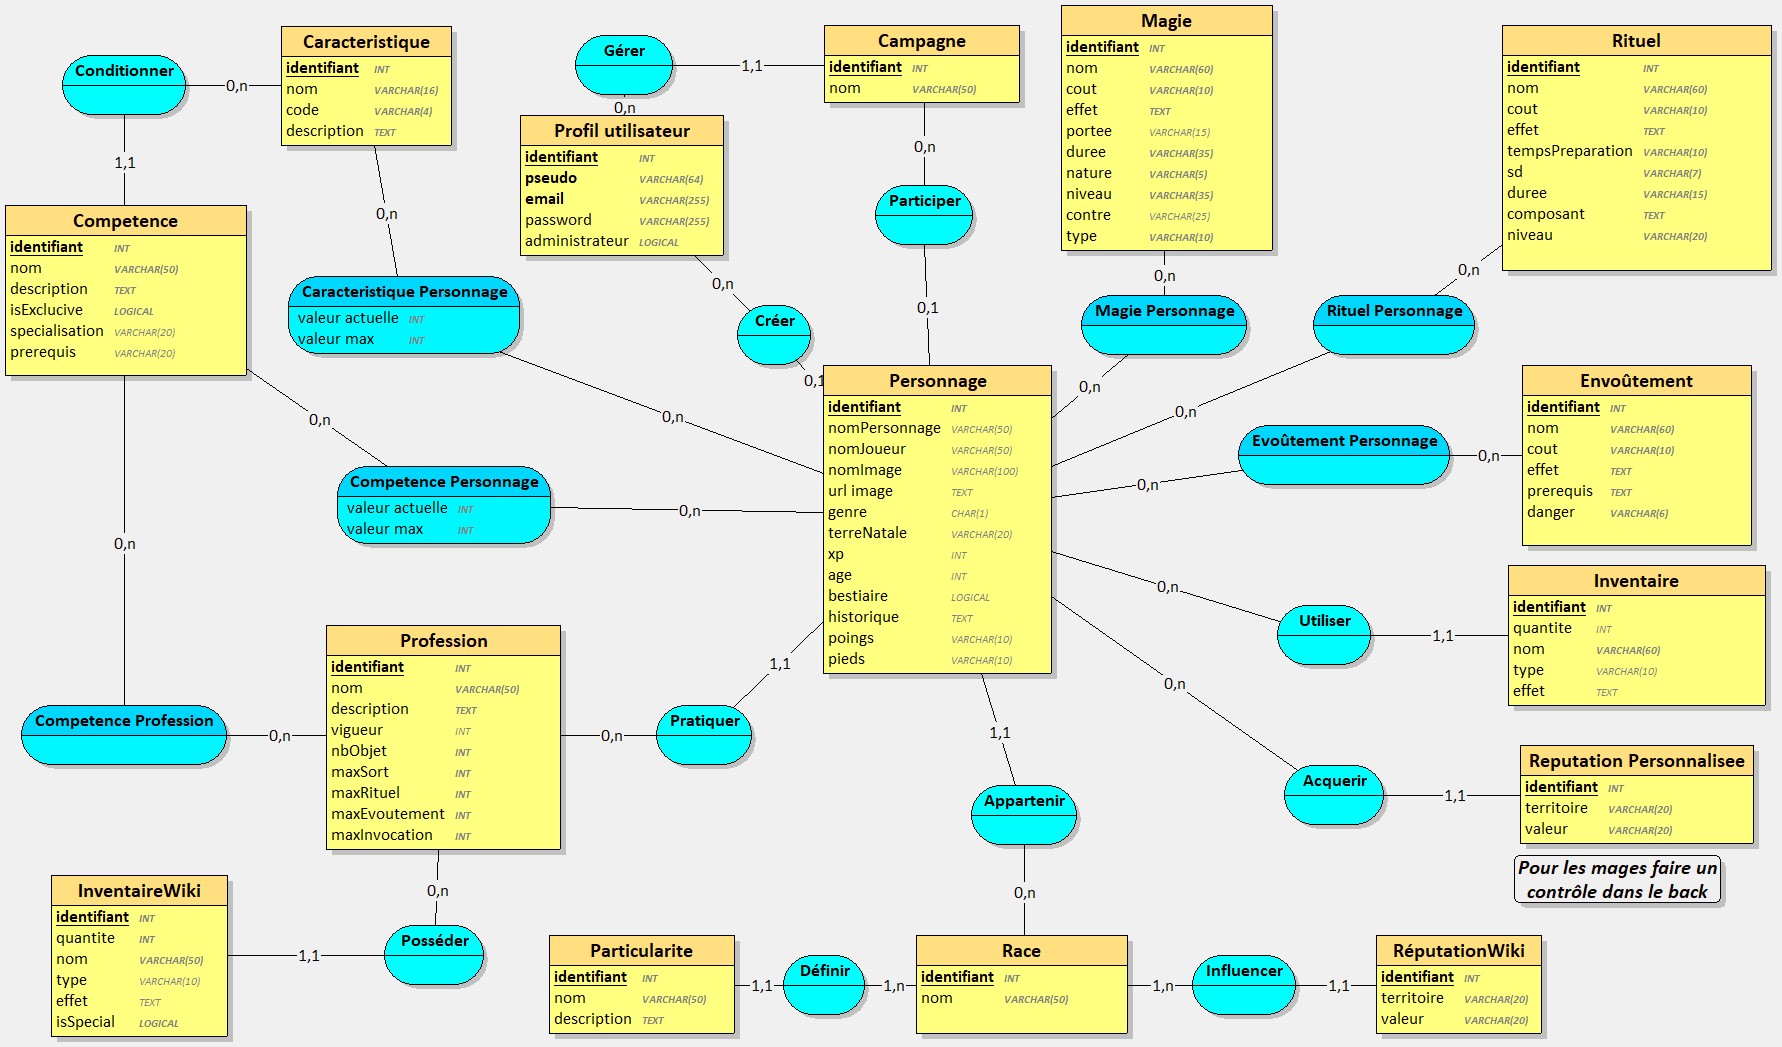 Conditionner
0,n
1,1
Caracteristique
identifiant INT
nom VARCHAR(16)
code VARCHAR(4)
description TEXT
0,n
Gérer
1,1
0,n
Campagne
identifiant INT
nom VARCHAR(50)
0,n
Profil utilisateur
identifiant INT
pseudo VARCHAR(64)
email VARCHAR(255)
password VARCHAR(255)
administrateur LOGICAL
0,n
Participer
0,1
Magie
identifiant INT
nom VARCHAR(60)
cout VARCHAR(10)
effet TEXT
portee VARCHAR(15)
duree VARCHAR(35)
nature VARCHAR(5)
niveau VARCHAR(35)
contre VARCHAR(25)
type VARCHAR(10)
0,n
Rituel
identifiant INT
nom VARCHAR(60)
cout VARCHAR(10)
effet TEXT
tempsPreparation VARCHAR(10)
sd VARCHAR(7)
duree VARCHAR(15)
composant TEXT
niveau VARCHAR(20)
0,n
Competence
identifiant INT
nom VARCHAR(50)
description TEXT
isExclucive LOGICAL
specialisation VARCHAR(20)
prerequis VARCHAR(20)
Caracteristique Personnage
valeur actuelle INT
valeur max INT
0,n
Créer
0,1
Magie Personnage
0,n
Rituel Personnage
0,n
0,n
Competence Personnage
valeur actuelle INT
valeur max INT
0,n
Personnage
identifiant INT
nomPersonnage VARCHAR(50)
nomJoueur VARCHAR(50)
nomImage VARCHAR(100)
url image TEXT
genre CHAR(1)
terreNatale VARCHAR(20)
xp INT
age INT
bestiaire LOGICAL
historique TEXT
poings VARCHAR(10)
pieds VARCHAR(10)
Evoûtement Personnage
0,n
0,n
Envoûtement
identifiant INT
nom VARCHAR(60)
cout VARCHAR(10)
effet TEXT
prerequis TEXT
danger VARCHAR(6)
0,n
0,n
Utiliser
1,1
Inventaire
identifiant INT
quantite INT
nom VARCHAR(60)
type VARCHAR(10)
effet TEXT
Competence Profession
0,n
Profession
identifiant INT
nom VARCHAR(50)
description TEXT
vigueur INT
nbObjet INT
maxSort INT
maxRituel INT
maxEvoutement INT
maxInvocation INT
0,n
Pratiquer
1,1
1,1
Appartenir
0,n
0,n
Acquerir
1,1
Reputation Personnalisee
identifiant INT
territoire VARCHAR(20)
valeur VARCHAR(20)
Pour les mages faire un
contrôle dans le back
0,n
InventaireWiki
identifiant INT
quantite INT
nom VARCHAR(50)
type VARCHAR(10)
effet TEXT
isSpecial LOGICAL
1,1
Posséder
Particularite
identifiant INT
nom VARCHAR(50)
description TEXT
1,1
Définir
1,n
Race
identifiant INT
nom VARCHAR(50)
1,n
Influencer
1,1
RéputationWiki
identifiant INT
territoire VARCHAR(20)
valeur VARCHAR(20)